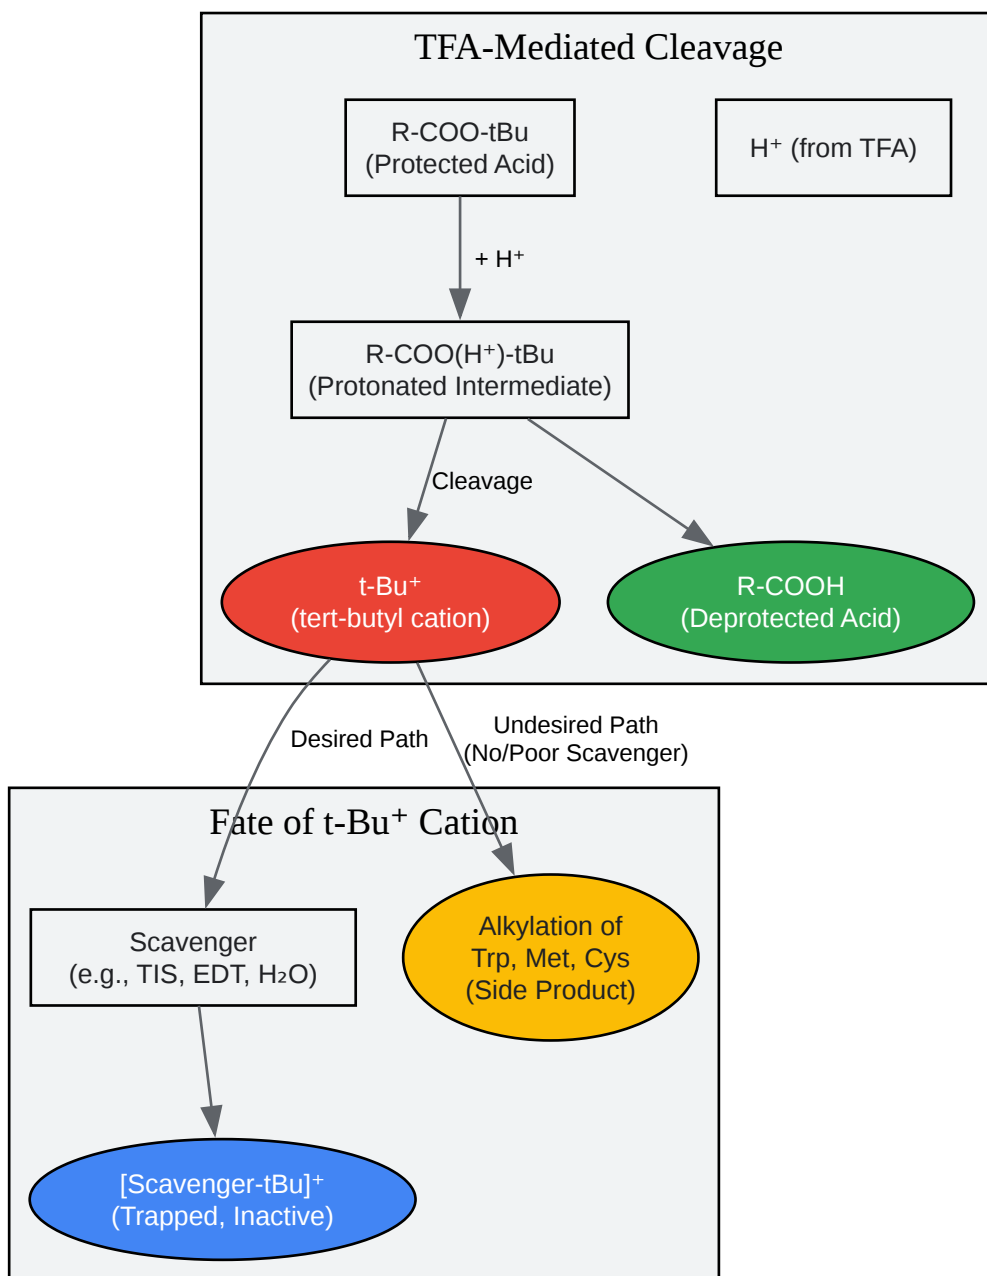 TFA-Mediated Cleavage
R-COO-tBu
(Protected Acid)
H⁺ (from TFA)
+ H⁺
R-COO(H⁺)-tBu
(Protonated Intermediate)
Cleavage
t-Bu⁺
(tert-butyl cation)
R-COOH
(Deprotected Acid)
Desired Path
Undesired Path
(No/Poor Scavenger)
Fate of t-Bu⁺ Cation
Scavenger
(e.g., TIS, EDT, H₂O)
Alkylation of
Trp, Met, Cys
(Side Product)
[Scavenger-tBu]⁺
(Trapped, Inactive)